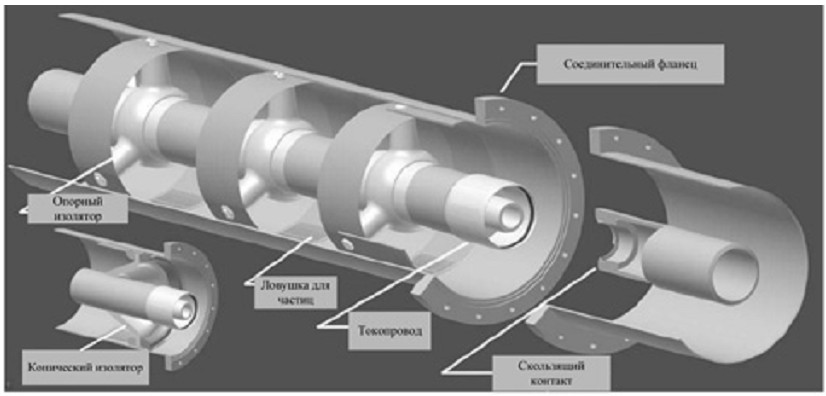 Соединительный фланец
Опорный
изолятор
Ловушка для
частиц
Токопровод
Конический изолятор
Скользящий
контакт